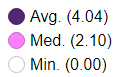 Avg. (4.04)
Med. (2.10)
Min. (0.00)